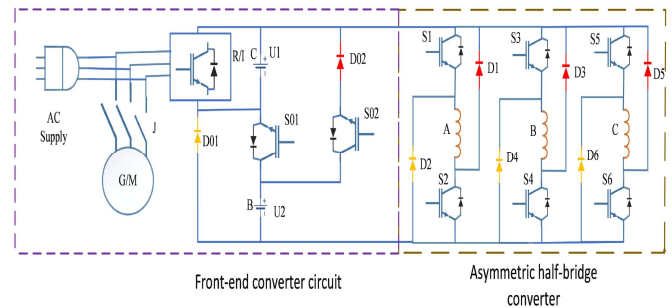 AC
Supply
J
G/M
R/I
C
U1
D01
S01
D02
S02
B
U2
S1
S3
S5
D1
D3
D5
A
B
C
D2
D4
D6
S2
S4
S6
Front-end converter circuit
Asymmetric half-bridge
converter